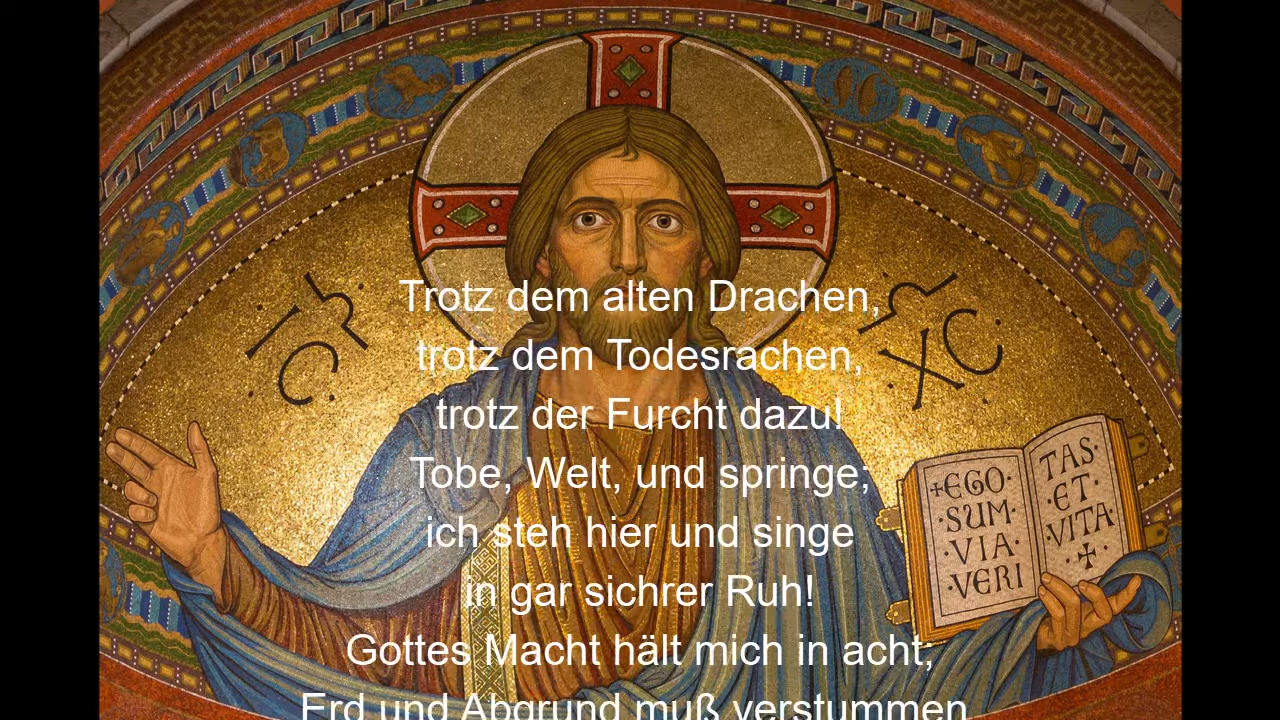 IC
XC
Trotz dem alten Drachen,
trotz dem Todesrachen,
trotz der Furcht dazu!
Tobe, Welt, und springe;
ich steh hier und singe
in gar sichrer Ruh!
Gottes Macht hält mich in acht;
Erd und Abgrund muß verstummen
+EGO·
·SUM·
·VIA·
·VERI
TAS·
·ET·
·VITA·